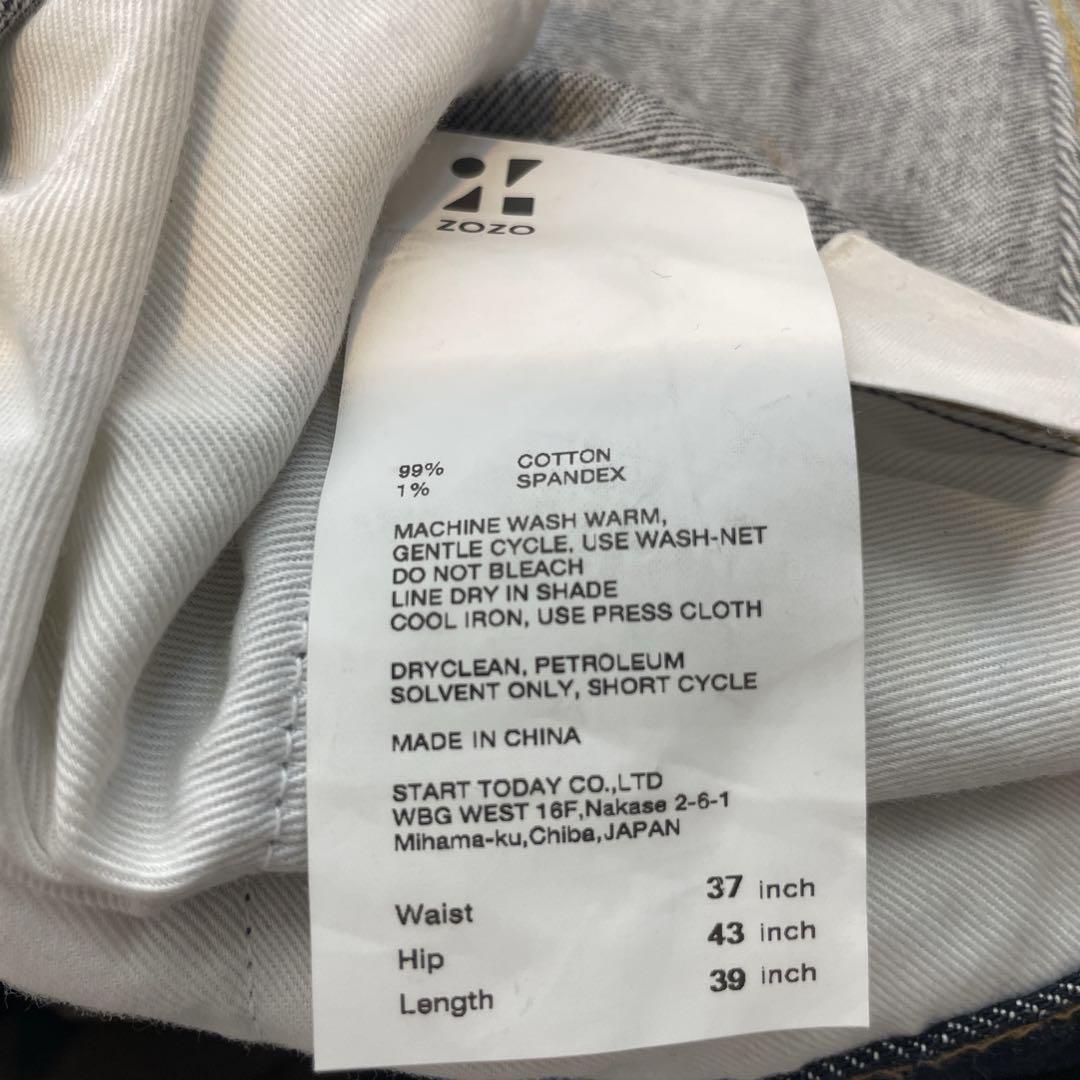 ZOZO
99% COTTON
1% SPANDEX
MACHINE WASH WARM,
GENTLE CYCLE, USE WASH-NET
DO NOT BLEACH
LINE DRY IN SHADE
COOL IRON, USE PRESS CLOTH
DRYCLEAN, PETROLEUM
SOLVENT ONLY, SHORT CYCLE
MADE IN CHINA
START TODAY CO.,LTD
WBG WEST 16F,Nakase 2-6-1
Mihama-ku,Chiba,JAPAN
Waist 37 inch
Hip 43 inch
Length 39 inch